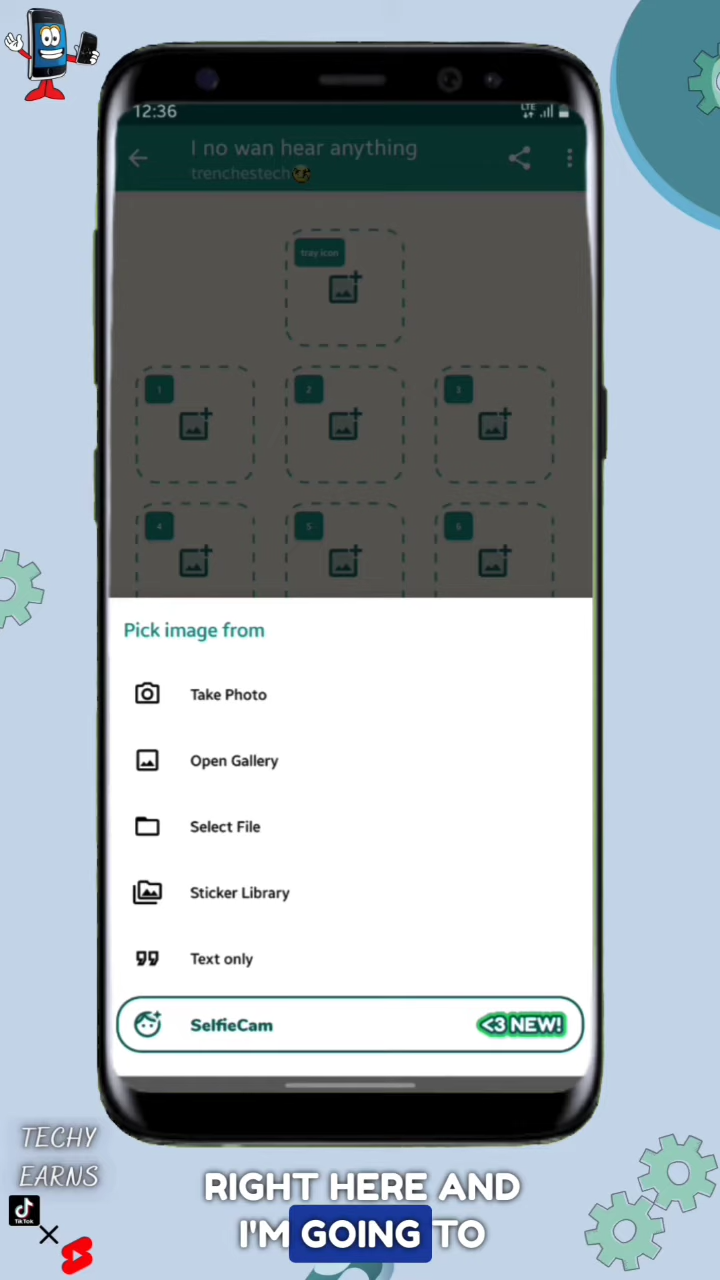 12:36
LTE
I no wan hear anything
trenchestech🤣
tray icon
1
2
3
4
5
6
Pick image from
Take Photo
Open Gallery
Select File
Sticker Library
Text only
SelfieCam
<3 NEW!
TECHY
EARNS
TikTok
RIGHT HERE AND
I'M GOING TO